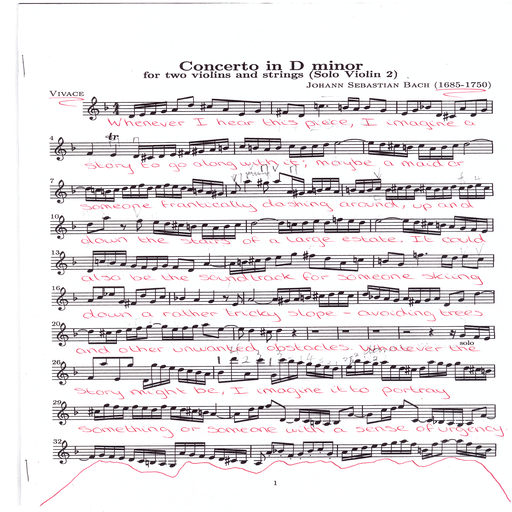 Concerto in D minor
for two violins and strings (Solo Violin 2)
Johann Sebastian Bach (1685-1750)
Vivace
Whenever I hear this piece, I imagine a
4 tr
story to go along with it; maybe a maid or
7
someone frantically dashing around, up and
10
down the stairs of a large estate. It could
13
also be the soundtrack for someone skiing
16
down a rather tricky slope - avoiding trees
20
and other unwanted obstacles. Whatever the
solo
26
story might be, I imagine it to portray
29
something or someone with a sense of urgency.
32
1